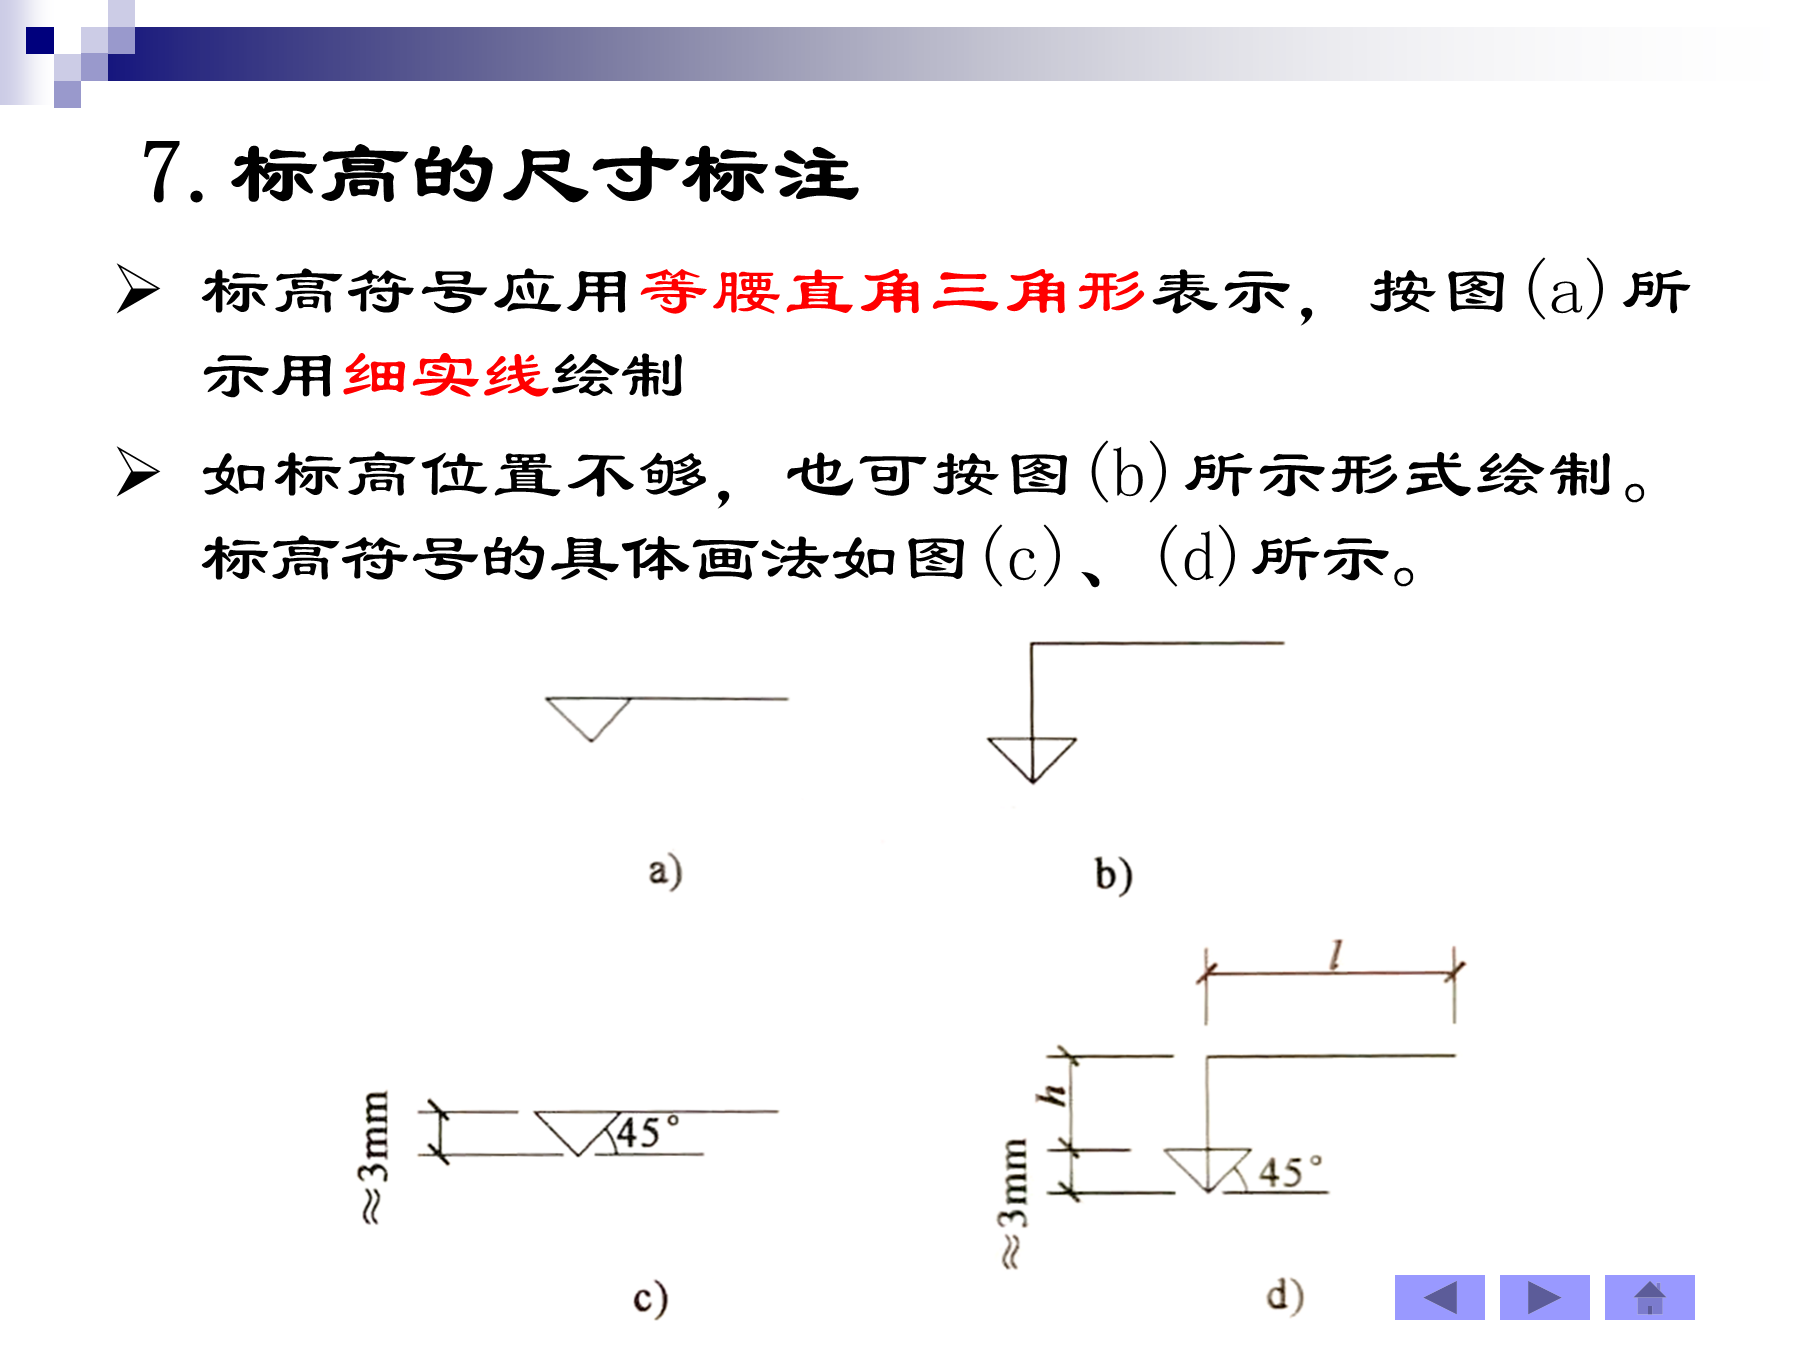 7.标高的尺寸标注
标高符号应用等腰直角三角形表示，按图(a)所
示用细实线绘制
如标高位置不够，也可按图(b)所示形式绘制。
标高符号的具体画法如图(c)、(d)所示。
a)
b)
≈3mm
45°
c)
l
h
≈3mm
45°
d)